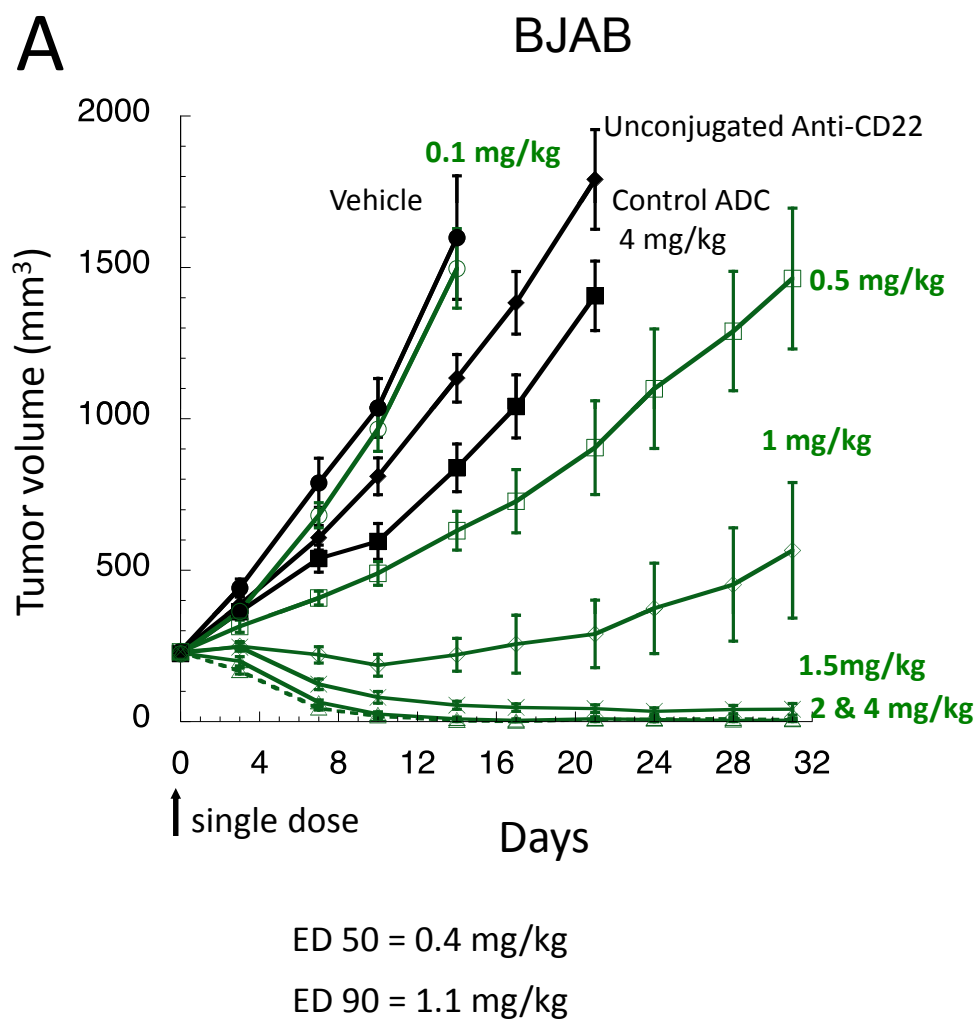 A
BJAB
2000
1500
1000
500
0
Tumor volume (mm³)
Vehicle
0.1 mg/kg
Unconjugated Anti-CD22
Control ADC
4 mg/kg
0.5 mg/kg
1 mg/kg
1.5mg/kg
2 & 4 mg/kg
0 4 8 12 16 20 24 28 32
single dose
Days
ED 50 = 0.4 mg/kg
ED 90 = 1.1 mg/kg